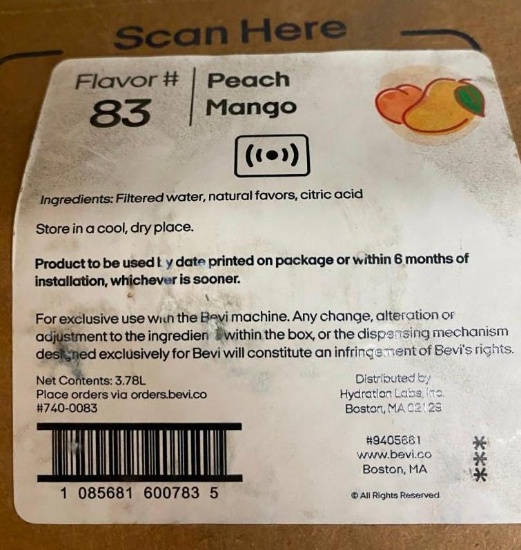 Scan Here
Flavor # 83
Peach Mango
Ingredients: Filtered water, natural favors, citric acid
Store in a cool, dry place.
Product to be used by date printed on package or within 6 months of
installation, whichever is sooner.
For exclusive use with the Bevi machine. Any change, alteration or
adjustment to the ingredien within the box, or the dispensing mechanism
designed exclusively for Bevi will constitute an infringement of Bevi's rights.
Net Contents: 3.78L
Place orders via orders.bevi.co
#740-0083
Distributed by
Hydration Labs, Inc.
Boston, MA 02129
#9405681
www.bevi.co
Boston, MA
© All Rights Reserved
1 085681 600783 5